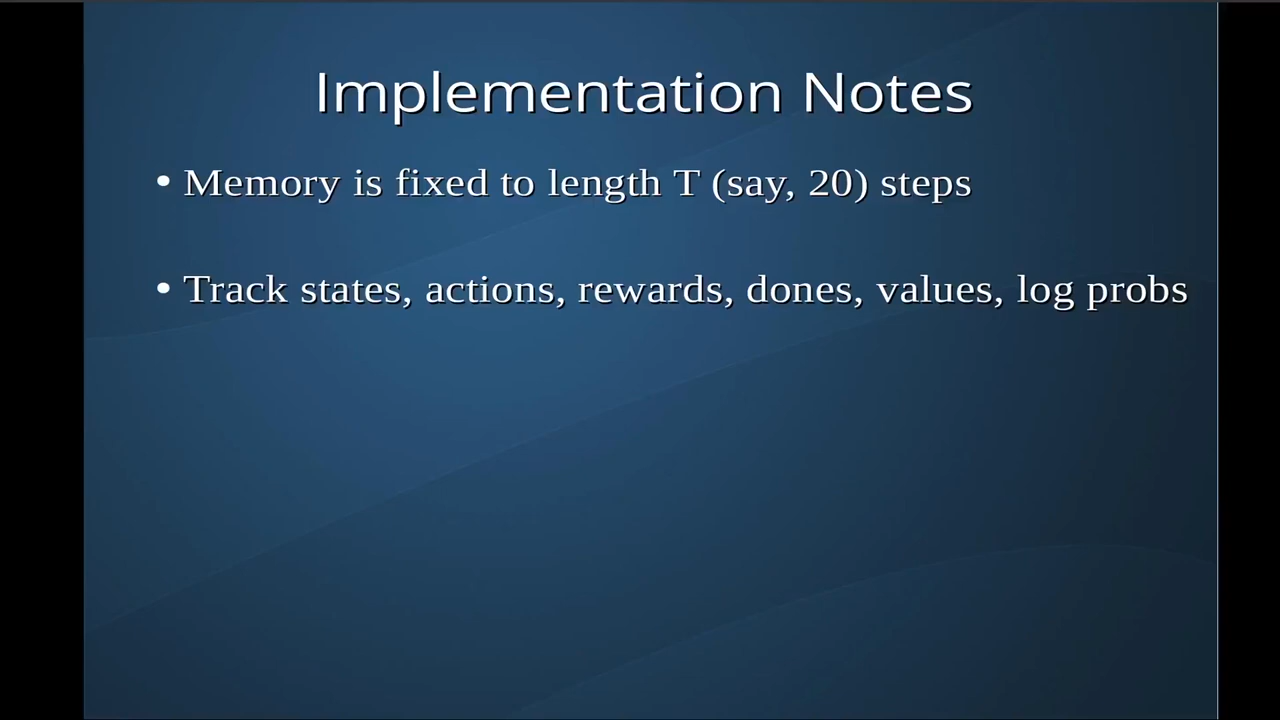 Implementation Notes
• Memory is fixed to length T (say, 20) steps
• Track states, actions, rewards, dones, values, log probs